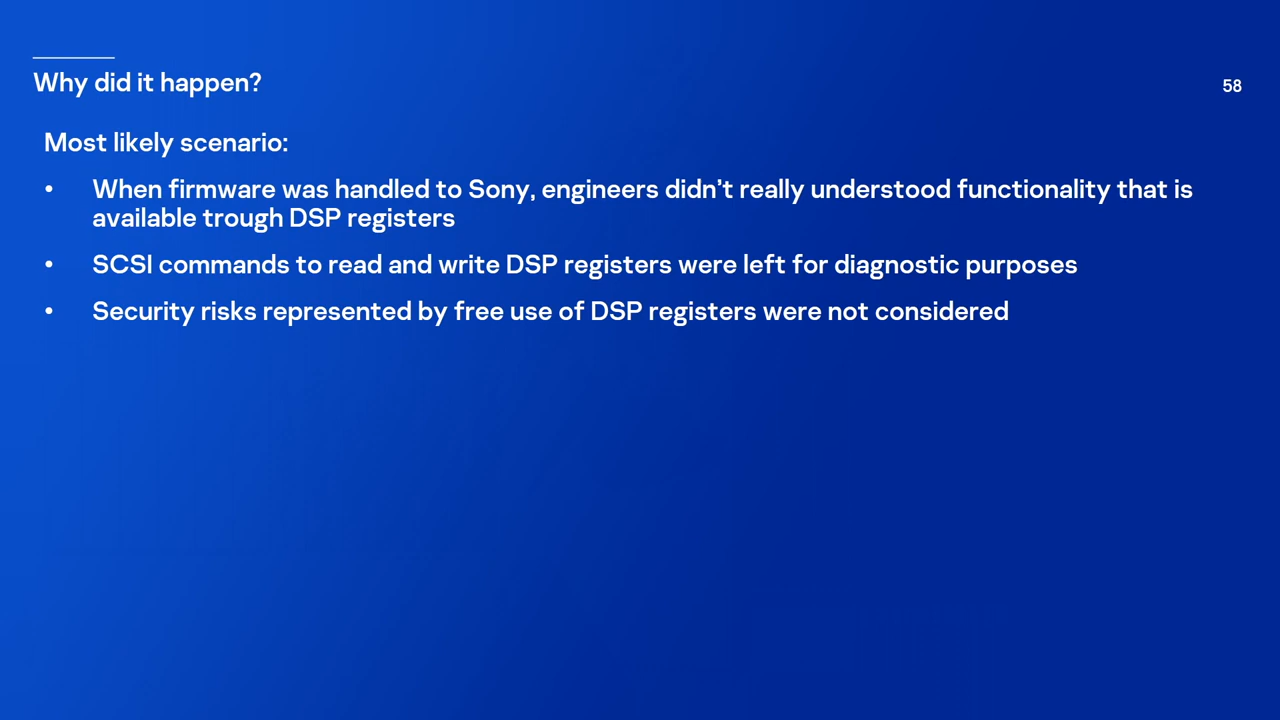 Why did it happen?
58
Most likely scenario:
• When firmware was handled to Sony, engineers didn’t really understood functionality that is
available trough DSP registers
• SCSI commands to read and write DSP registers were left for diagnostic purposes
• Security risks represented by free use of DSP registers were not considered